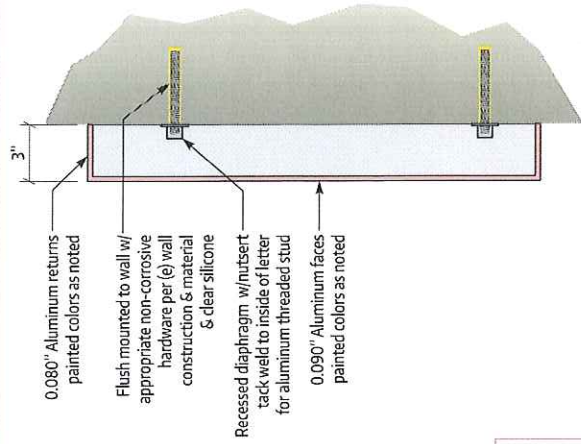 3"
0.080" Aluminum returns
painted colors as noted
Flush mounted to wall w/
appropriate non-corrosive
hardware per (e) wall
construction & material
& clear silicone
Recessed diaphragm w/nutsert
tack weld to inside of letter
for aluminum threaded stud
0.090" Aluminum faces
painted colors as noted